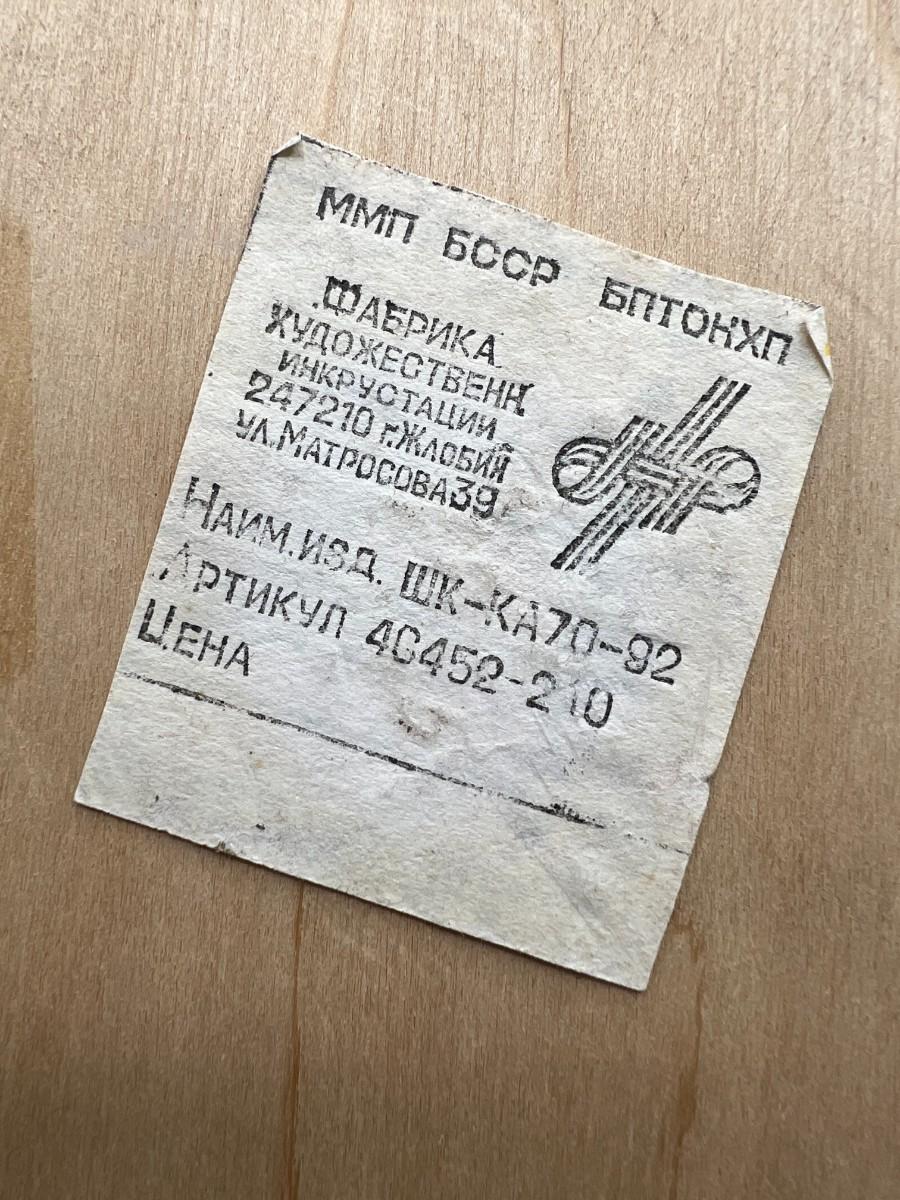 ММП БССР БПТОНХП
ФАБРИКА
ХУДОЖЕСТВЕНН
ИНКРУСТАЦИИ
247210 г.ЖЛОБИН
УЛ.МАТРОСОВА39
НАИМ.ИЗД. ШК-КА70-92
АРТИКУЛ 4С452-210
ЦЕНА